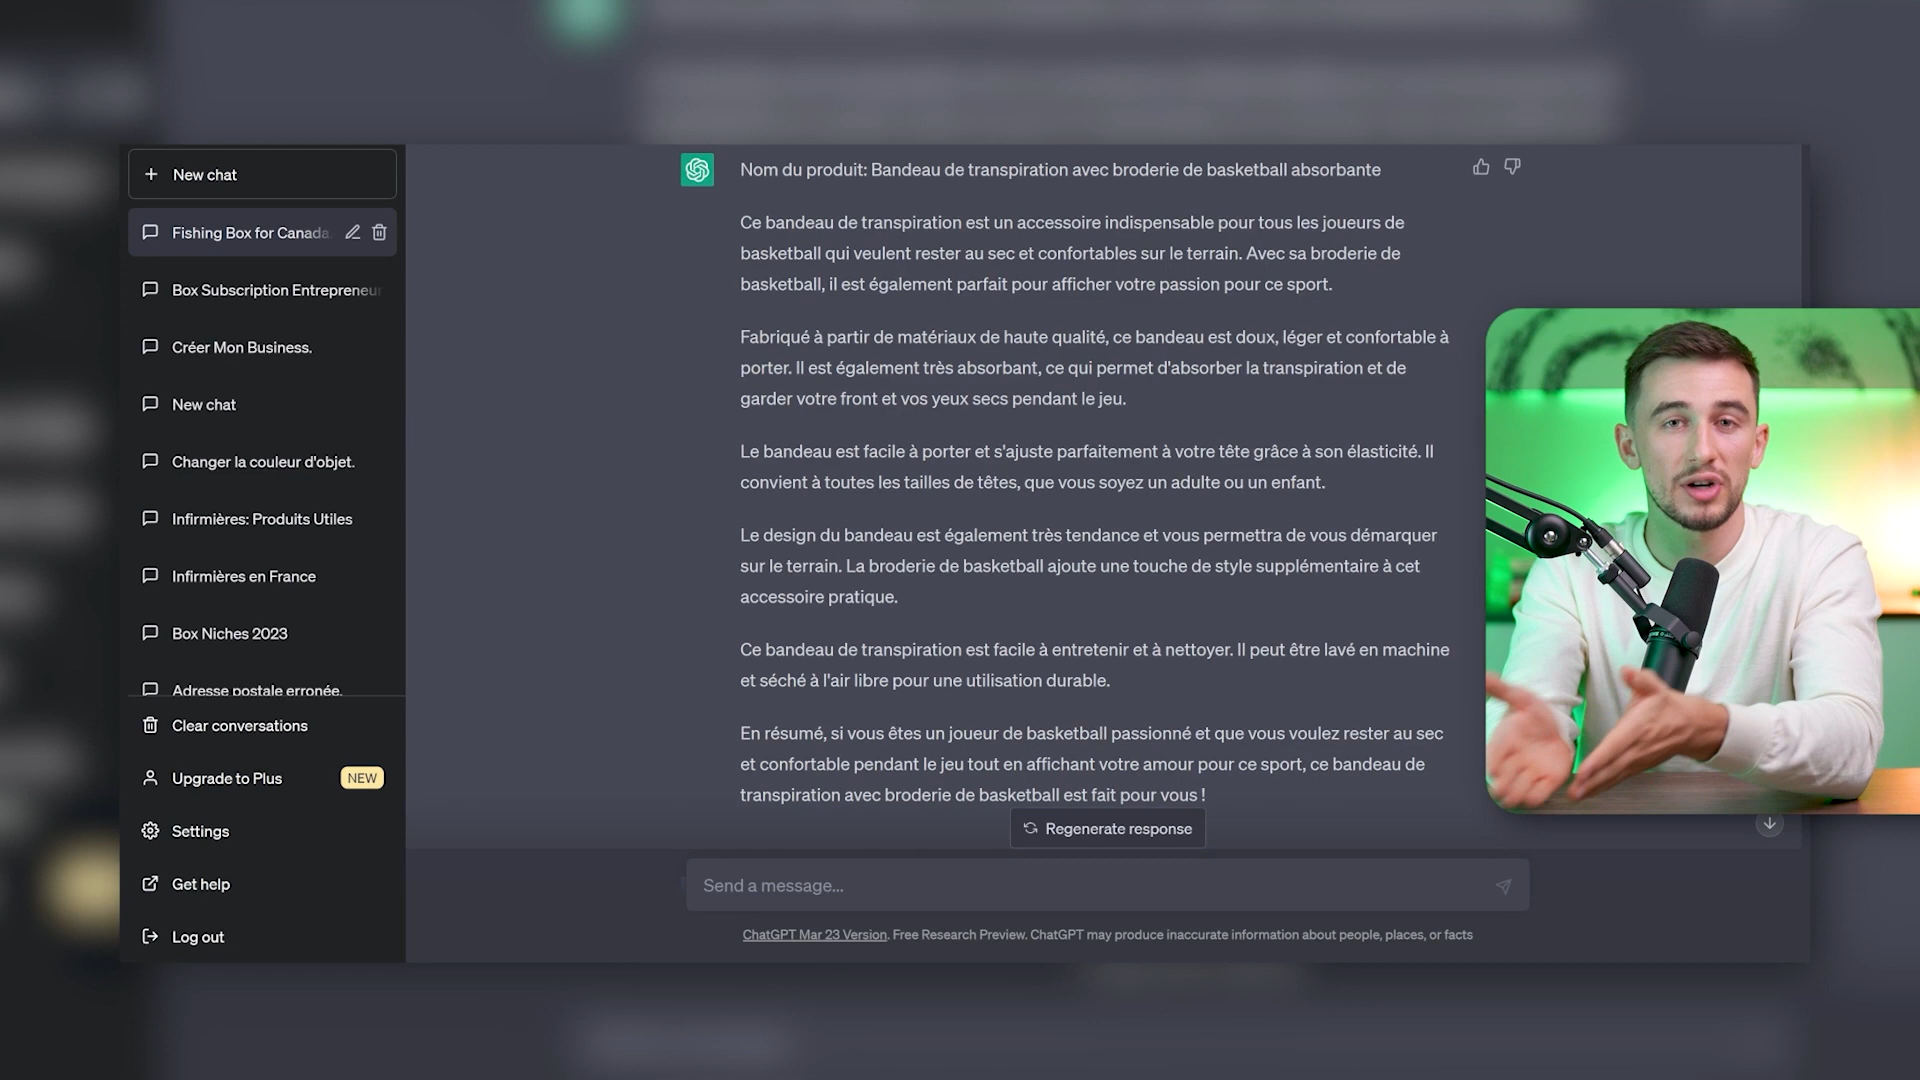 New chat
Fishing Box for Canada
Box Subscription Entrepreneur
Créer Mon Business.
New chat
Changer la couleur d'objet.
Infirmières: Produits Utiles
Infirmières en France
Box Niches 2023
Adresse postale erronée.
Clear conversations
Upgrade to Plus
NEW
Settings
Get help
Log out
Nom du produit: Bandeau de transpiration avec broderie de basketball absorbante
Ce bandeau de transpiration est un accessoire indispensable pour tous les joueurs de
basketball qui veulent rester au sec et confortables sur le terrain. Avec sa broderie de
basketball, il est également parfait pour afficher votre passion pour ce sport.
Fabriqué à partir de matériaux de haute qualité, ce bandeau est doux, léger et confortable à
porter. Il est également très absorbant, ce qui permet d'absorber la transpiration et de
garder votre front et vos yeux secs pendant le jeu.
Le bandeau est facile à porter et s'ajuste parfaitement à votre tête grâce à son élasticité. Il
convient à toutes les tailles de têtes, que vous soyez un adulte ou un enfant.
Le design du bandeau est également très tendance et vous permettra de vous démarquer
sur le terrain. La broderie de basketball ajoute une touche de style supplémentaire à cet
accessoire pratique.
Ce bandeau de transpiration est facile à entretenir et à nettoyer. Il peut être lavé en machine
et séché à l'air libre pour une utilisation durable.
En résumé, si vous êtes un joueur de basketball passionné et que vous voulez rester au sec
et confortable pendant le jeu tout en affichant votre amour pour ce sport, ce bandeau de
transpiration avec broderie de basketball est fait pour vous !
Regenerate response
Send a message...
ChatGPT Mar 23 Version. Free Research Preview. ChatGPT may produce inaccurate information about people, places, or facts